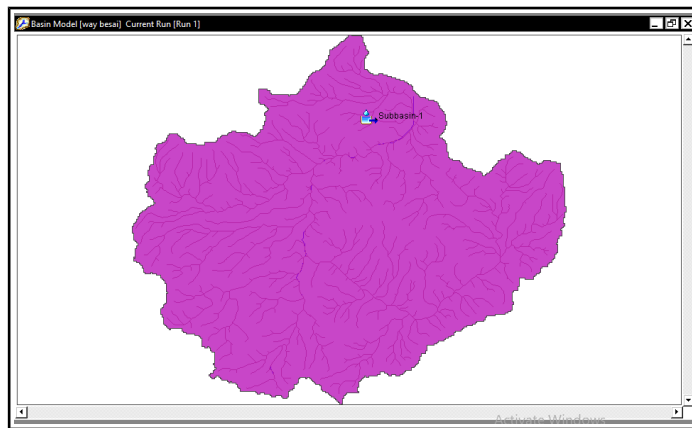 Basin Model [way besai] Current Run [Run 1]
Subbasin-1
Activate Windows